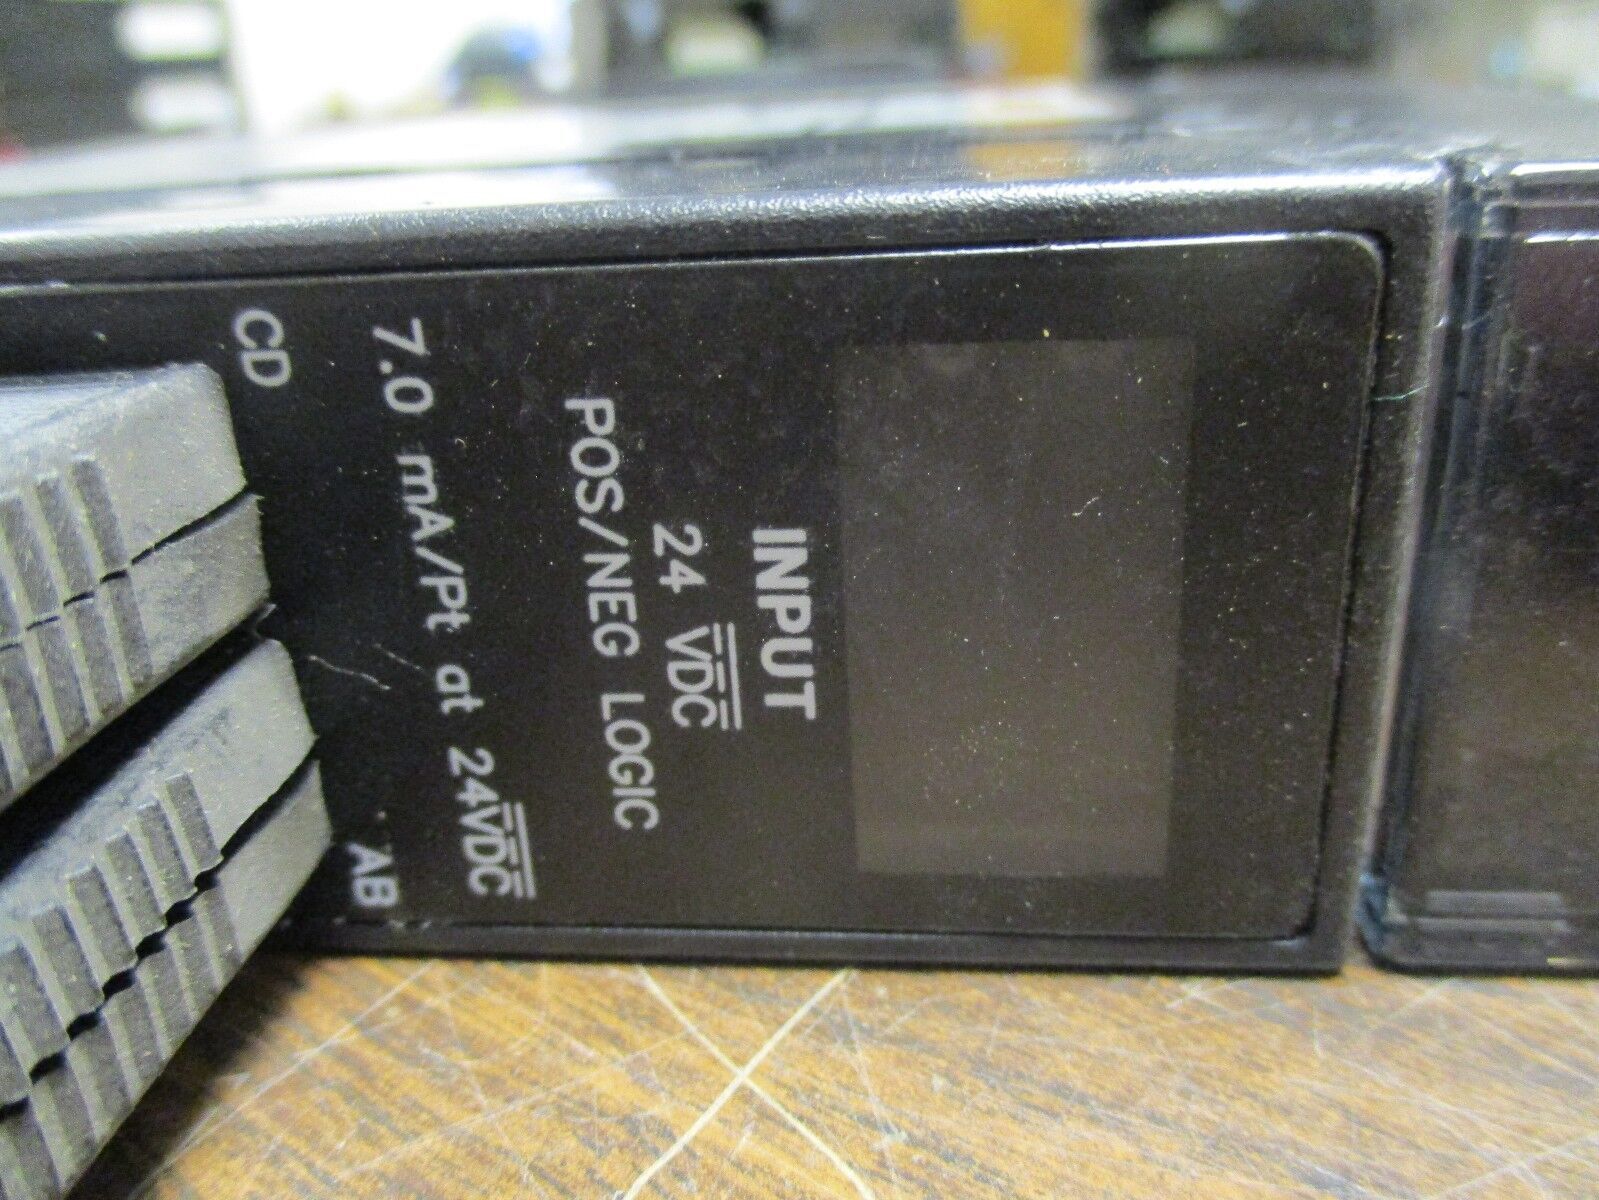 INPUT
24 VDC
POS/NEG LOGIC
7.0 mA/Pt at 24VDC
CD
AB